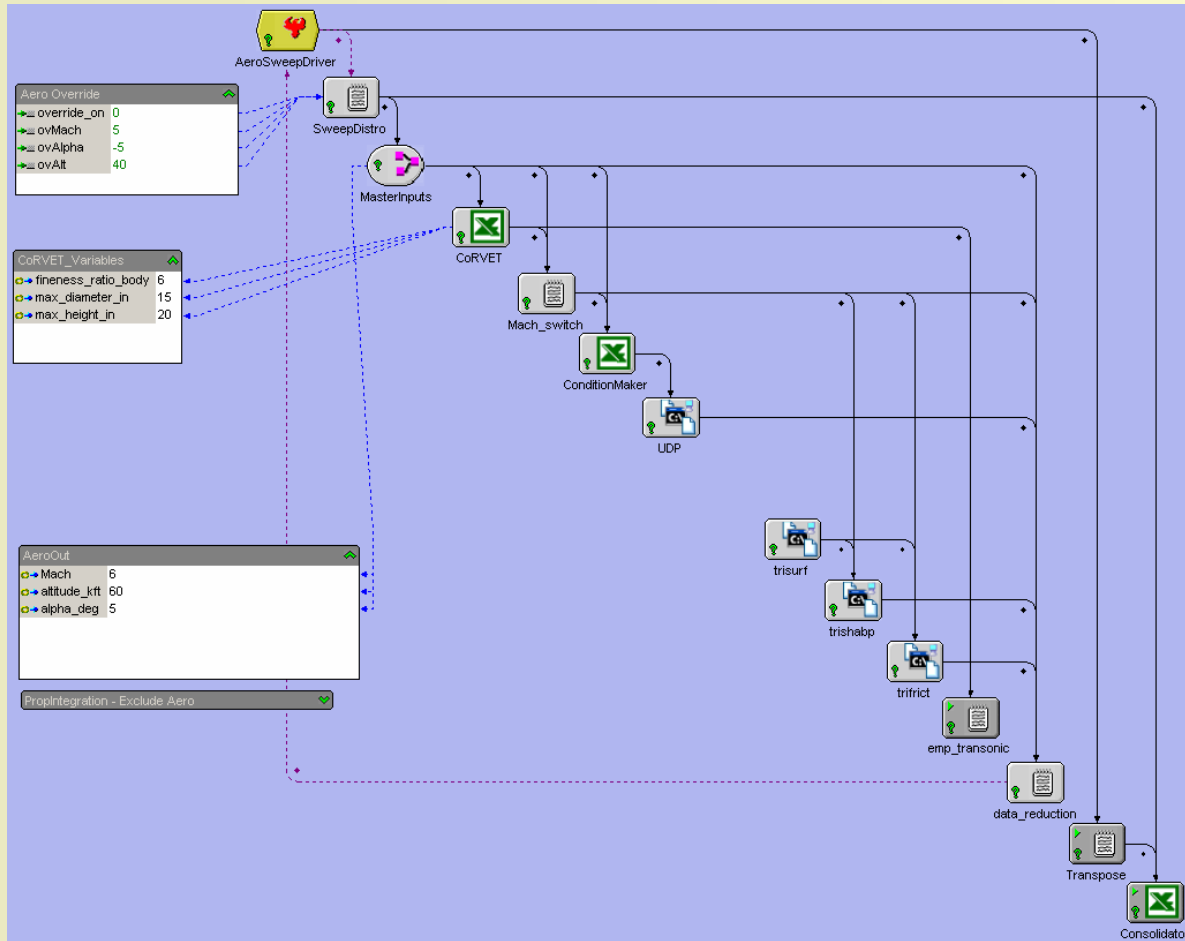 AeroSweepDriver
Aero Override
override_on 0
ovMach 5
ovAlpha -5
ovAlt 40
SweepDistro
MasterInputs
CoRVET
CoRVET_Variables
fineness_ratio_body 6
max_diameter_in 15
max_height_in 20
Mach_switch
ConditionMaker
UDP
trisurf
AeroOut
Mach 6
altitude_kft 60
alpha_deg 5
trishabp
trifrict
PropIntegration - Exclude Aero
emp_transonic
data_reduction
Transpose
Consolidato